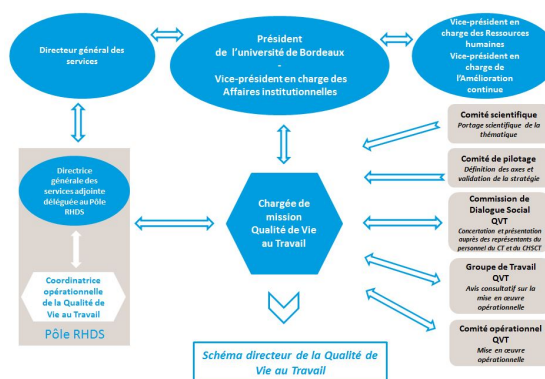 Directeur général des
services
Président
de l'université de Bordeaux
-
Vice-président en charge des
Affaires institutionnelles
Vice-président en
charge des Ressources
humaines
Vice-président en
charge de
l'Amélioration
continue
Comité scientifique
Portage scientifique de la
thématique
Comité de pilotage
Définition des axes et
validation de la stratégie
Commission de
Dialogue Social
QVT
Concertation et présentation
auprès des représentants du
personnel du CT et du CHSCT
Groupe de Travail
QVT
Avis consultatif sur la
mise en œuvre
opérationnelle
Comité opérationnel
QVT
Mise en œuvre
opérationnelle
Directrice
générale des
services adjointe
déléguée au Pôle
RHDS
Coordinatrice
opérationnelle
de la Qualité de
Vie au Travail
Pôle RHDS
Chargée de
mission
Qualité de Vie
au Travail
Schéma directeur de la Qualité de
Vie au Travail